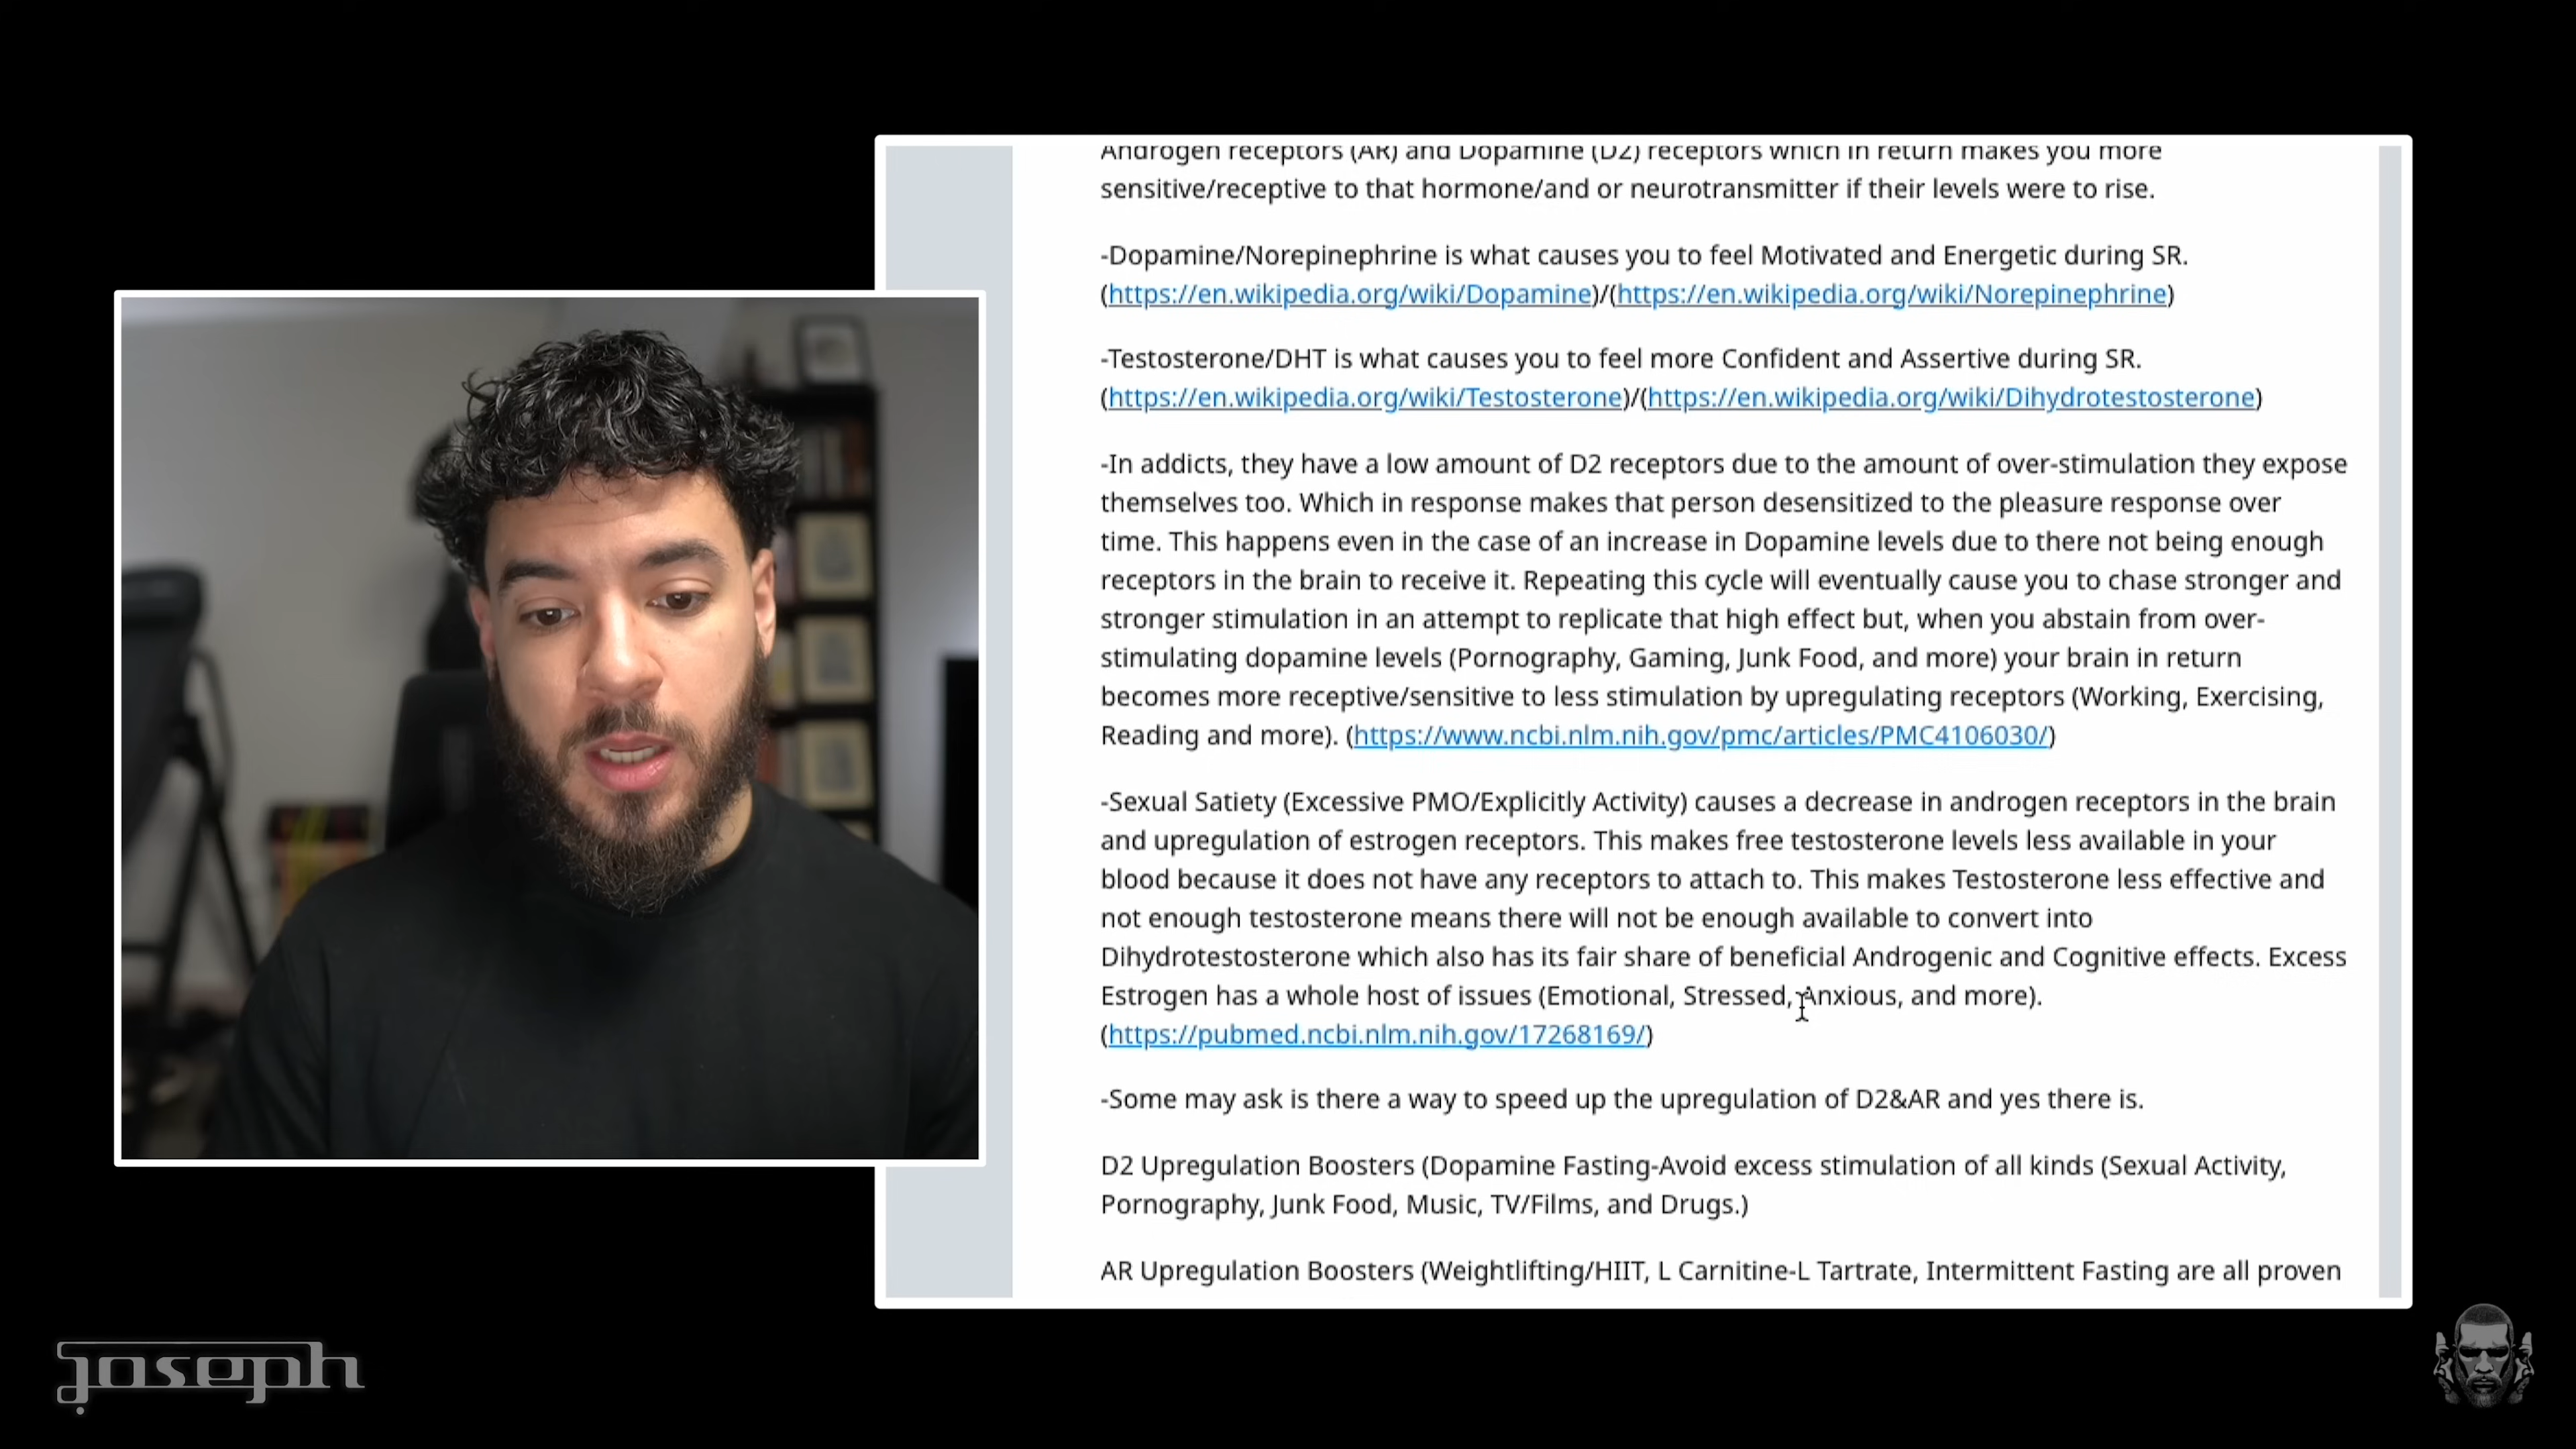 Androgen receptors (AR) and Dopamine (D2) receptors which in return makes you more
sensitive/receptive to that hormone/and or neurotransmitter if their levels were to rise.
-Dopamine/Norepinephrine is what causes you to feel Motivated and Energetic during SR.
(https://en.wikipedia.org/wiki/Dopamine)/(https://en.wikipedia.org/wiki/Norepinephrine)
-Testosterone/DHT is what causes you to feel more Confident and Assertive during SR.
(https://en.wikipedia.org/wiki/Testosterone)/(https://en.wikipedia.org/wiki/Dihydrotestosterone)
-In addicts, they have a low amount of D2 receptors due to the amount of over-stimulation they expose
themselves too. Which in response makes that person desensitized to the pleasure response over
time. This happens even in the case of an increase in Dopamine levels due to there not being enough
receptors in the brain to receive it. Repeating this cycle will eventually cause you to chase stronger and
stronger stimulation in an attempt to replicate that high effect but, when you abstain from over-
stimulating dopamine levels (Pornography, Gaming, Junk Food, and more) your brain in return
becomes more receptive/sensitive to less stimulation by upregulating receptors (Working, Exercising,
Reading and more). (https://www.ncbi.nlm.nih.gov/pmc/articles/PMC4106030/)
-Sexual Satiety (Excessive PMO/Explicitly Activity) causes a decrease in androgen receptors in the brain
and upregulation of estrogen receptors. This makes free testosterone levels less available in your
blood because it does not have any receptors to attach to. This makes Testosterone less effective and
not enough testosterone means there will not be enough available to convert into
Dihydrotestosterone which also has its fair share of beneficial Androgenic and Cognitive effects. Excess
Estrogen has a whole host of issues (Emotional, Stressed, Anxious, and more).
(https://pubmed.ncbi.nlm.nih.gov/17268169/)
-Some may ask is there a way to speed up the upregulation of D2&AR and yes there is.
D2 Upregulation Boosters (Dopamine Fasting-Avoid excess stimulation of all kinds (Sexual Activity,
Pornography, Junk Food, Music, TV/Films, and Drugs.)
AR Upregulation Boosters (Weightlifting/HIIT, L Carnitine-L Tartrate, Intermittent Fasting are all proven
joseph